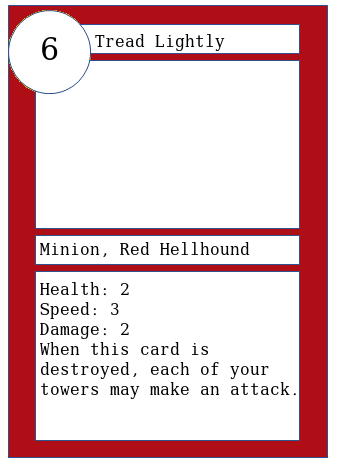 6
Tread Lightly
Minion, Red Hellhound
Health: 2
Speed: 3
Damage: 2
When this card is
destroyed, each of your
towers may make an attack.